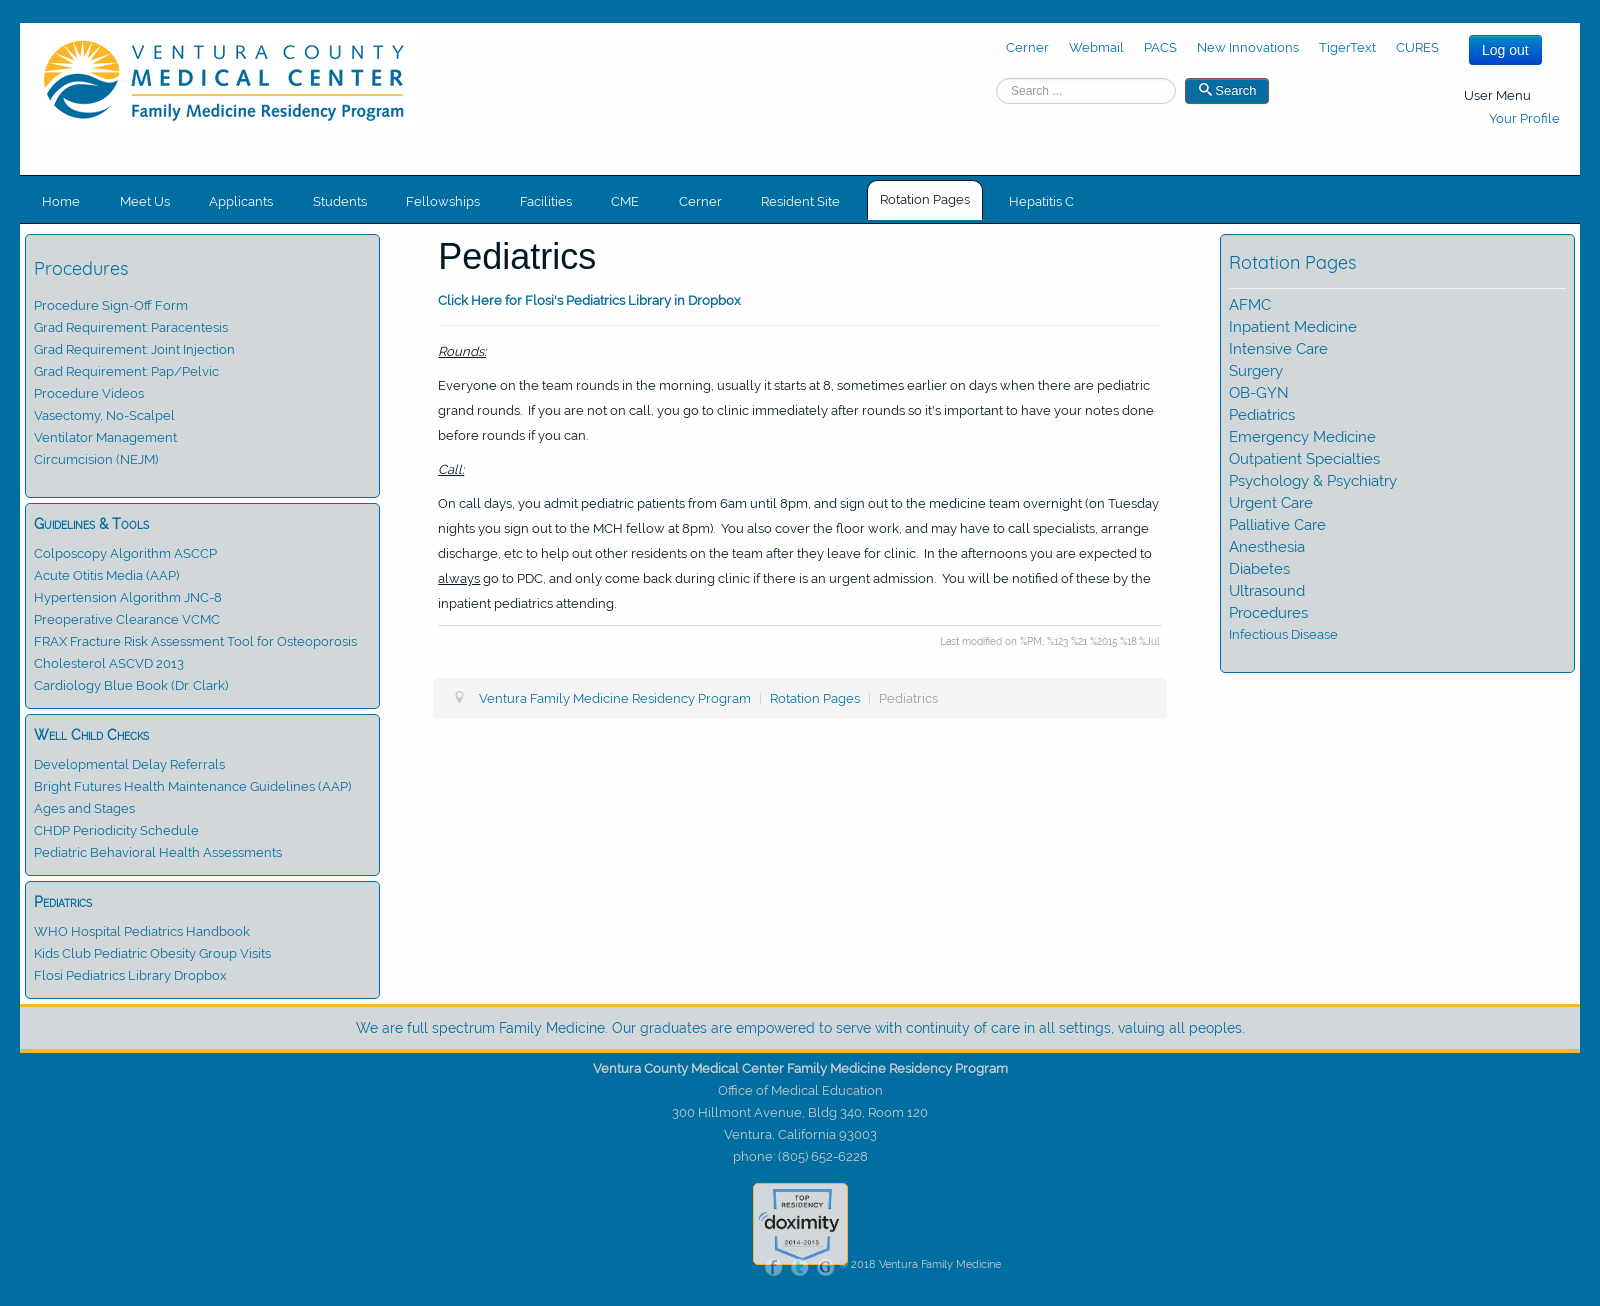 VENTURA COUNTY
MEDICAL CENTER
Family Medicine Residency Program
Cerner Webmail PACS New Innovations TigerText CURES
Log out
Search ...
Search
User Menu
Your Profile
Home Meet Us Applicants Students Fellowships Facilities CME Cerner Resident Site Rotation Pages Hepatitis C
Procedures
Procedure Sign-Off Form
Grad Requirement: Paracentesis
Grad Requirement: Joint Injection
Grad Requirement: Pap/Pelvic
Procedure Videos
Vasectomy, No-Scalpel
Ventilator Management
Circumcision (NEJM)
Guidelines & Tools
Colposcopy Algorithm ASCCP
Acute Otitis Media (AAP)
Hypertension Algorithm JNC-8
Preoperative Clearance VCMC
FRAX Fracture Risk Assessment Tool for Osteoporosis
Cholesterol ASCVD 2013
Cardiology Blue Book (Dr. Clark)
Well Child Checks
Developmental Delay Referrals
Bright Futures Health Maintenance Guidelines (AAP)
Ages and Stages
CHDP Periodicity Schedule
Pediatric Behavioral Health Assessments
Pediatrics
WHO Hospital Pediatrics Handbook
Kids Club Pediatric Obesity Group Visits
Flosi Pediatrics Library Dropbox
Pediatrics
Click Here for Flosi's Pediatrics Library in Dropbox
Rounds:
Everyone on the team rounds in the morning, usually it starts at 8, sometimes earlier on days when there are pediatric
grand rounds. If you are not on call, you go to clinic immediately after rounds so it's important to have your notes done
before rounds if you can.
Call:
On call days, you admit pediatric patients from 6am until 8pm, and sign out to the medicine team overnight (on Tuesday
nights you sign out to the MCH fellow at 8pm). You also cover the floor work, and may have to call specialists, arrange
discharge, etc to help out other residents on the team after they leave for clinic. In the afternoons you are expected to
always go to PDC, and only come back during clinic if there is an urgent admission. You will be notified of these by the
inpatient pediatrics attending.
Last modified on %PM, %123 %21 %2015 %18:%Jul
Ventura Family Medicine Residency Program | Rotation Pages | Pediatrics
Rotation Pages
AFMC
Inpatient Medicine
Intensive Care
Surgery
OB-GYN
Pediatrics
Emergency Medicine
Outpatient Specialties
Psychology & Psychiatry
Urgent Care
Palliative Care
Anesthesia
Diabetes
Ultrasound
Procedures
Infectious Disease
We are full spectrum Family Medicine. Our graduates are empowered to serve with continuity of care in all settings, valuing all peoples.
Ventura County Medical Center Family Medicine Residency Program
Office of Medical Education
300 Hillmont Avenue, Bldg 340, Room 120
Ventura, California 93003
phone: (805) 652-6228
TOP
RESIDENCY
doximity
2014-2015
f t G © 2018 Ventura Family Medicine